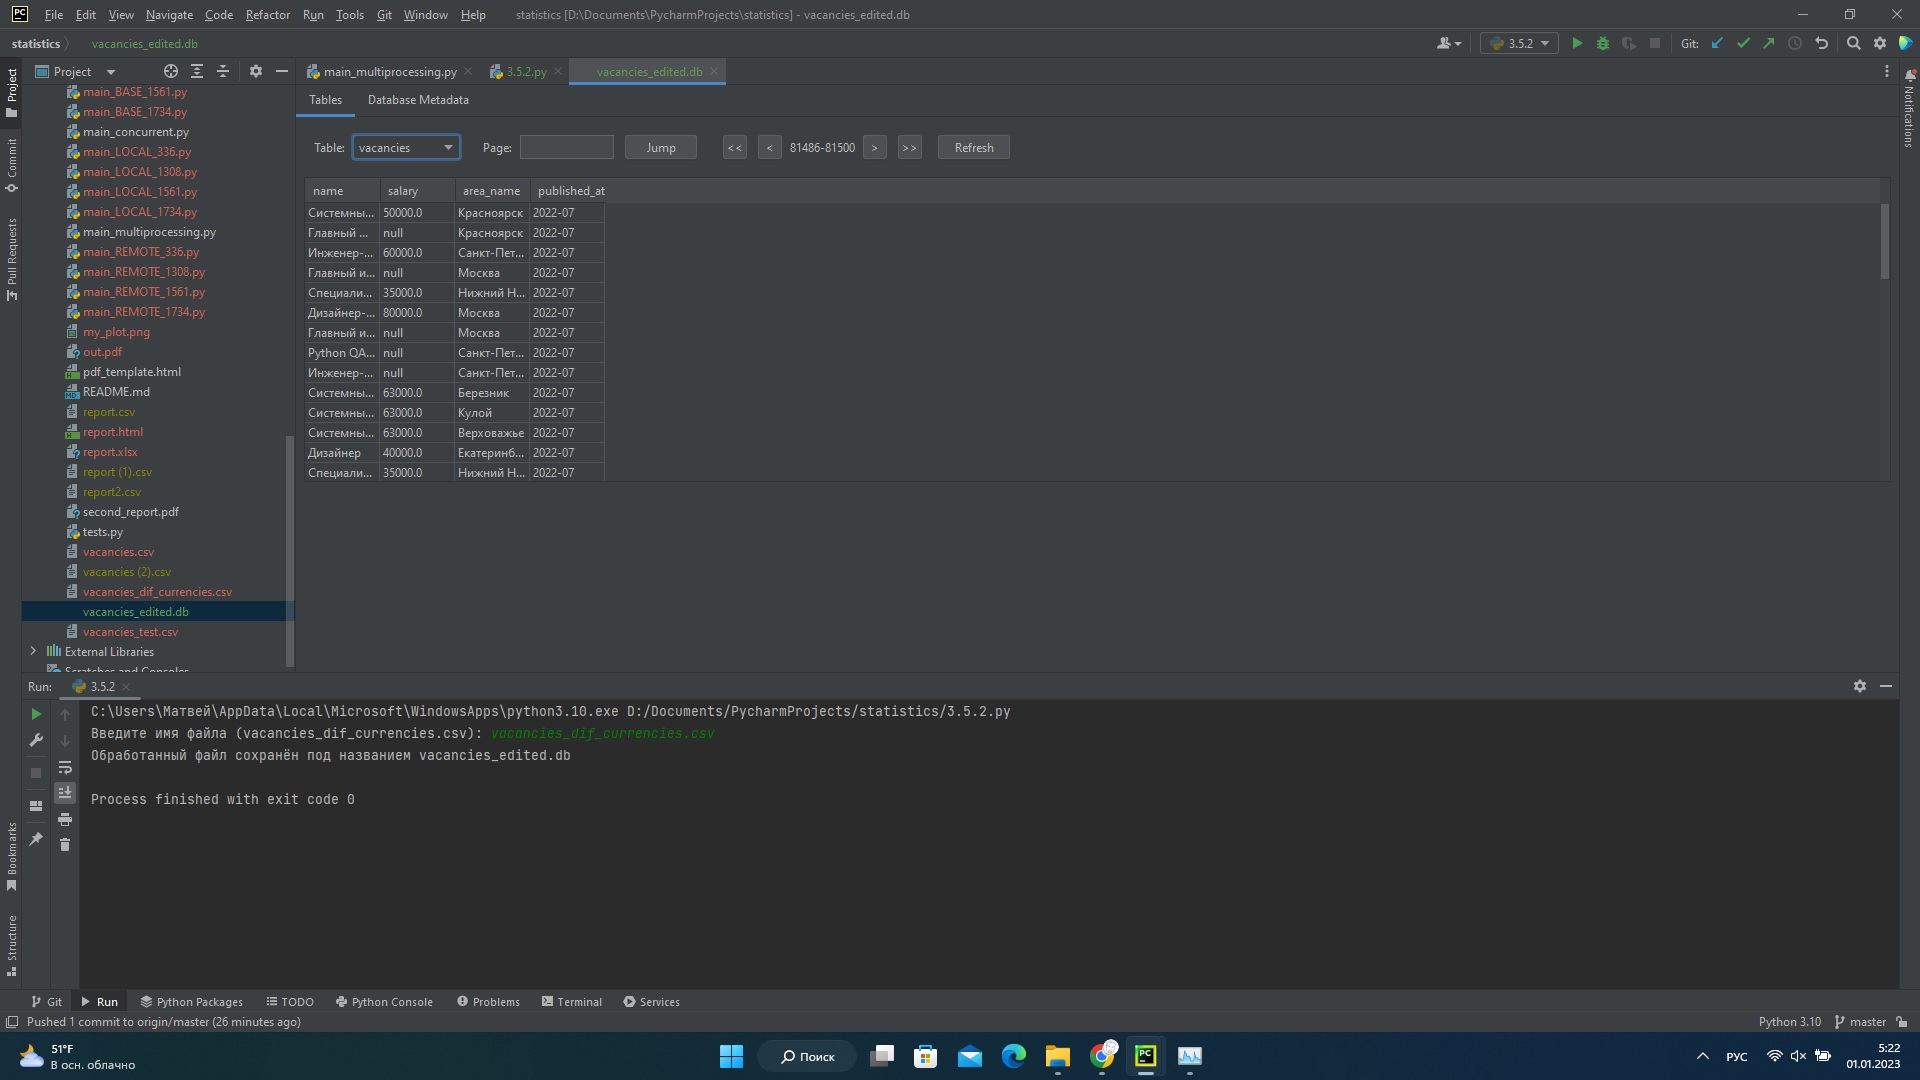 PC File Edit View Navigate Code Refactor Run Tools Git Window Help statistics [D:\Documents\PycharmProjects\statistics] - vacancies_edited.db
statistics vacancies_edited.db 3.5.2 Git:
Project main_multiprocessing.py 3.5.2.py vacancies_edited.db
Tables Database Metadata
Table: vacancies Page: Jump << < 81486-81500 > >> Refresh
name salary area_name published_at
Системны... 50000.0 Красноярск 2022-07
Главный ... null Красноярск 2022-07
Инженер-... 60000.0 Санкт-Пет... 2022-07
Главный и... null Москва 2022-07
Специали... 35000.0 Нижний Н... 2022-07
Дизайнер-... 80000.0 Москва 2022-07
Главный и... null Москва 2022-07
Python QA... null Санкт-Пет... 2022-07
Инженер-... null Санкт-Пет... 2022-07
Системны... 63000.0 Березник 2022-07
Системны... 63000.0 Кулой 2022-07
Системны... 63000.0 Верховажье 2022-07
Дизайнер 40000.0 Екатеринб... 2022-07
Специали... 35000.0 Нижний Н... 2022-07
main_BASE_1561.py
main_BASE_1734.py
main_concurrent.py
main_LOCAL_336.py
main_LOCAL_1308.py
main_LOCAL_1561.py
main_LOCAL_1734.py
main_multiprocessing.py
main_REMOTE_336.py
main_REMOTE_1308.py
main_REMOTE_1561.py
main_REMOTE_1734.py
my_plot.png
out.pdf
pdf_template.html
README.md
report.csv
report.html
report.xlsx
report (1).csv
report2.csv
second_report.pdf
tests.py
vacancies.csv
vacancies (2).csv
vacancies_dif_currencies.csv
vacancies_edited.db
vacancies_test.csv
External Libraries
Scratches and Consoles
Project
Commit
Pull Requests
Bookmarks
Structure
Notifications
Run: 3.5.2
C:\Users\Матвей\AppData\Local\Microsoft\WindowsApps\python3.10.exe D:/Documents/PycharmProjects/statistics/3.5.2.py
Введите имя файла (vacancies_dif_currencies.csv): vacancies_dif_currencies.csv
Обработанный файл сохранён под названием vacancies_edited.db
Process finished with exit code 0
Git Run Python Packages TODO Python Console Problems Terminal Services
Pushed 1 commit to origin/master (26 minutes ago) Python 3.10 master
51°F
В осн. облачно
Поиск
PC
РУС
5:22
01.01.2023